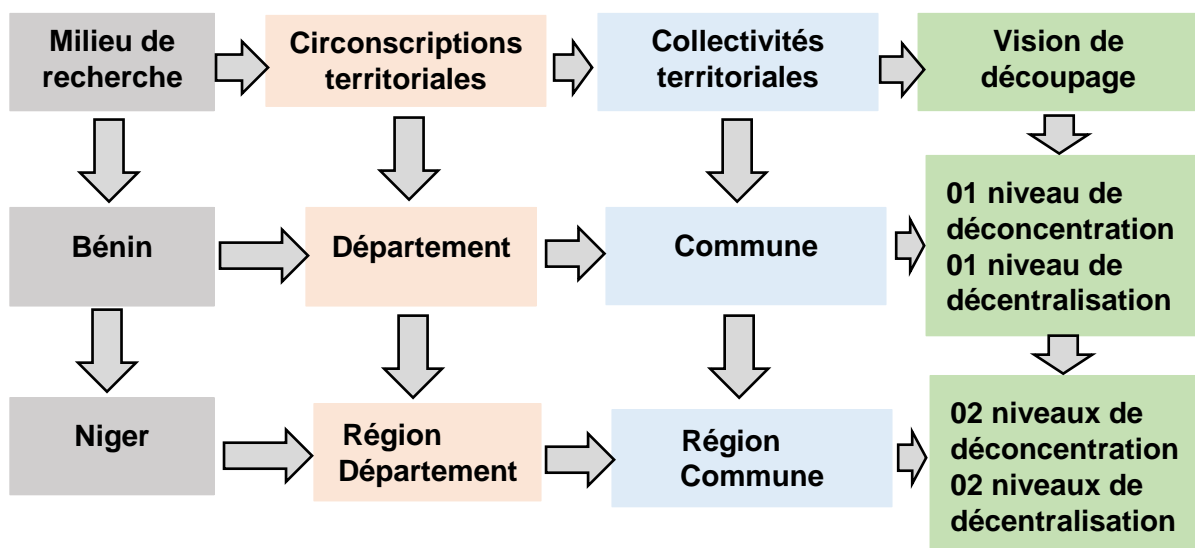 Milieu de
recherche
Circonscriptions
territoriales
Collectivités
territoriales
Vision de
découpage
Bénin
Département
Commune
01 niveau de
déconcentration
01 niveau de
décentralisation
Niger
Région
Département
Région
Commune
02 niveaux de
déconcentration
02 niveaux de
décentralisation